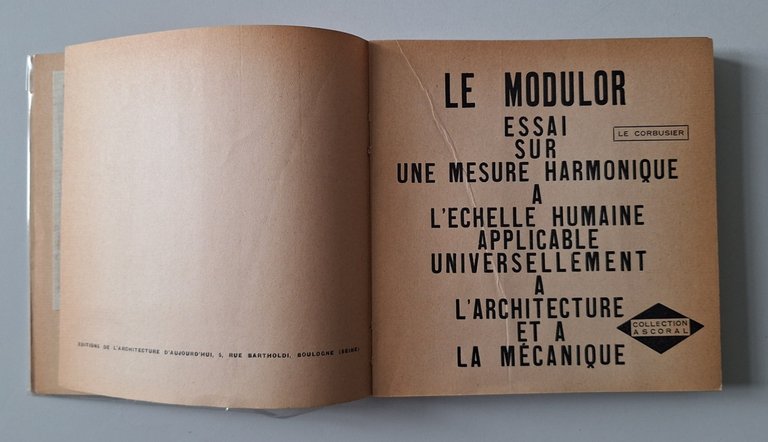 EDITIONS DE L'ARCHITECTURE D'AUJOURD'HUI, 5, RUE BARTHOLDI, BOULOGNE (SEINE)
LE MODULOR
ESSAI
LE CORBUSIER
SUR
UNE MESURE HARMONIQUE
A
L'ECHELLE HUMAINE
APPLICABLE
UNIVERSELLEMENT
A
L'ARCHITECTURE
ET A
COLLECTION
ASCORAL
LA MÉCANIQUE